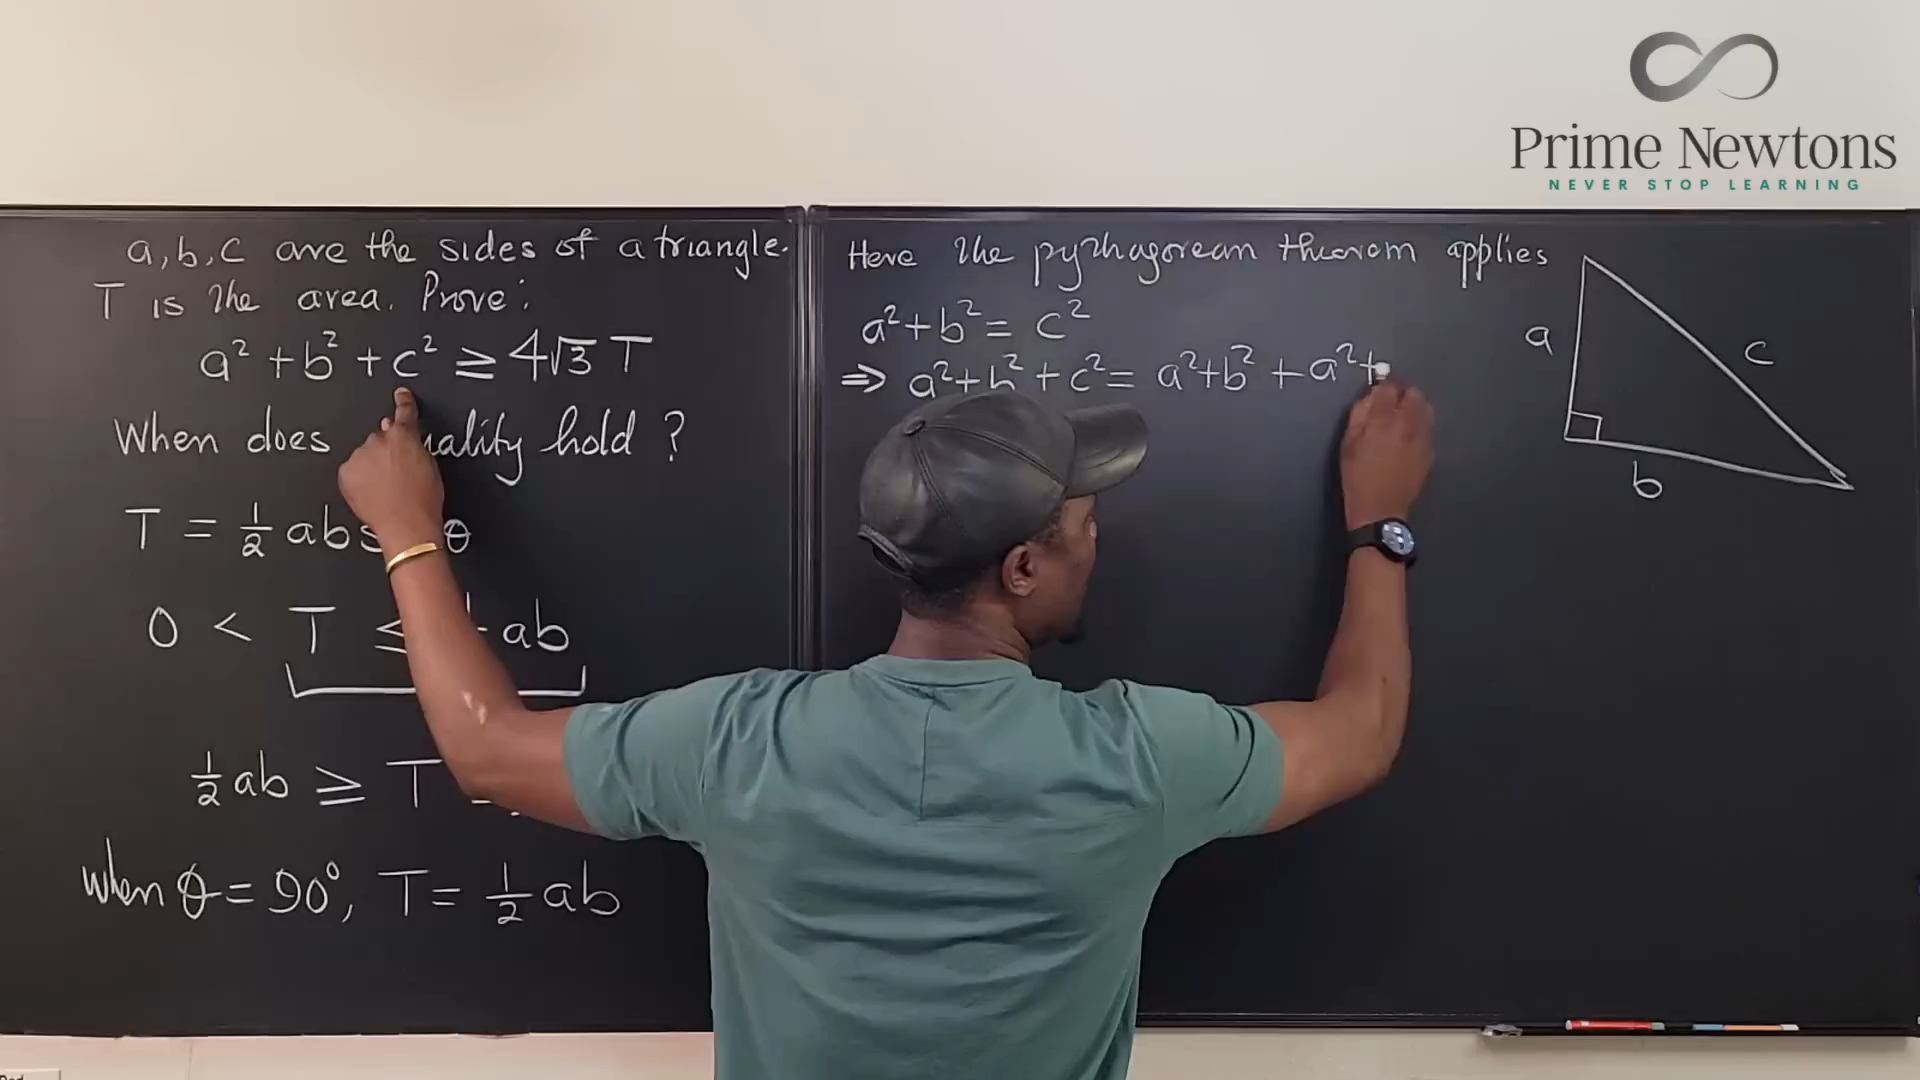 Prime Newtons
NEVER STOP LEARNING
a, b, c are the sides of a triangle.
T is the area. Prove:
a² + b² + c² ≥ 4√3 T
When does hold ?
T = 1/2 ab θ
0 < T ≤ ab
1/2 ab ≥ T
When θ = 90°, T = 1/2 ab
Here the pythagorean theorem applies
a² + b² = c²
⇒ a² + b² + c² = a² + b² + a² +
a
c
b